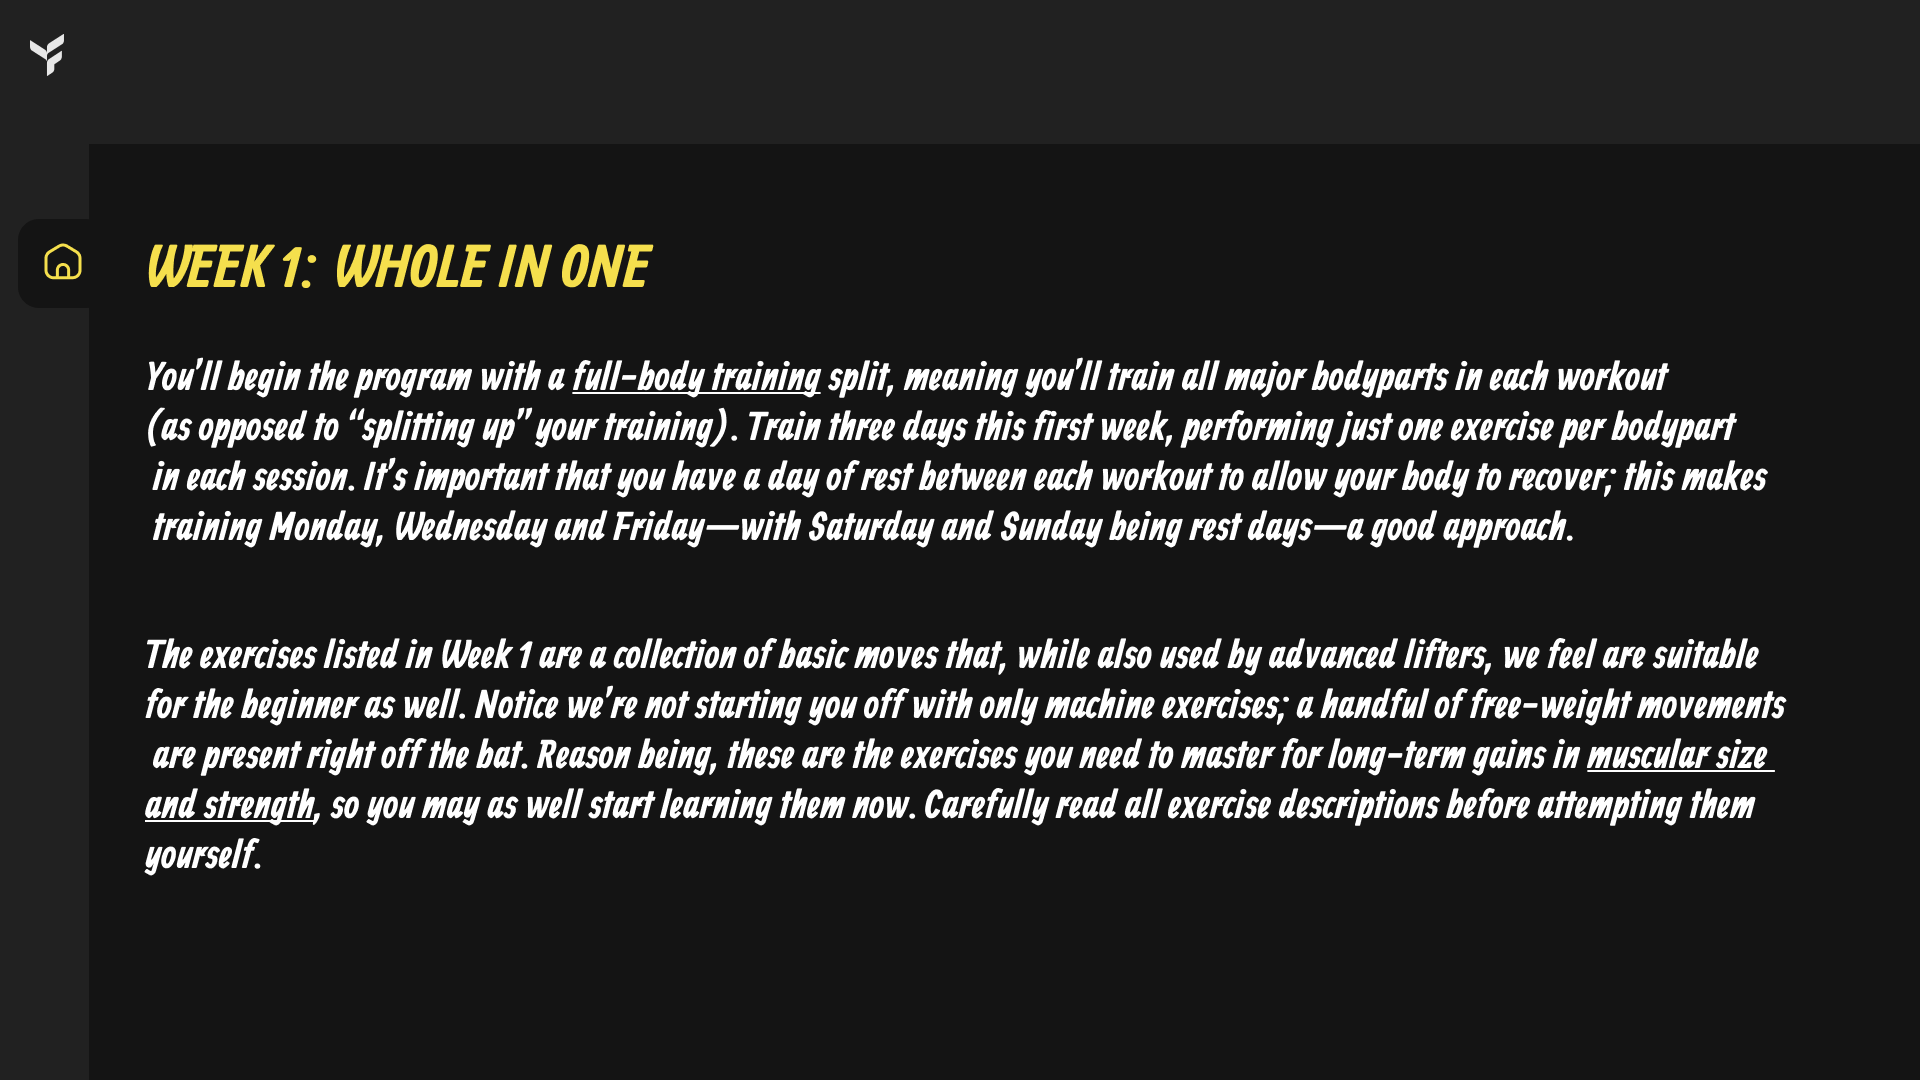 WEEK 1: WHOLE IN ONE
You’ll begin the program with a full-body training split, meaning you’ll train all major bodyparts in each workout
(as opposed to “splitting up” your training). Train three days this first week, performing just one exercise per bodypart
in each session. It’s important that you have a day of rest between each workout to allow your body to recover; this makes
training Monday, Wednesday and Friday—with Saturday and Sunday being rest days—a good approach.
The exercises listed in Week 1 are a collection of basic moves that, while also used by advanced lifters, we feel are suitable
for the beginner as well. Notice we’re not starting you off with only machine exercises; a handful of free-weight movements
are present right off the bat. Reason being, these are the exercises you need to master for long-term gains in muscular size
and strength, so you may as well start learning them now. Carefully read all exercise descriptions before attempting them
yourself.